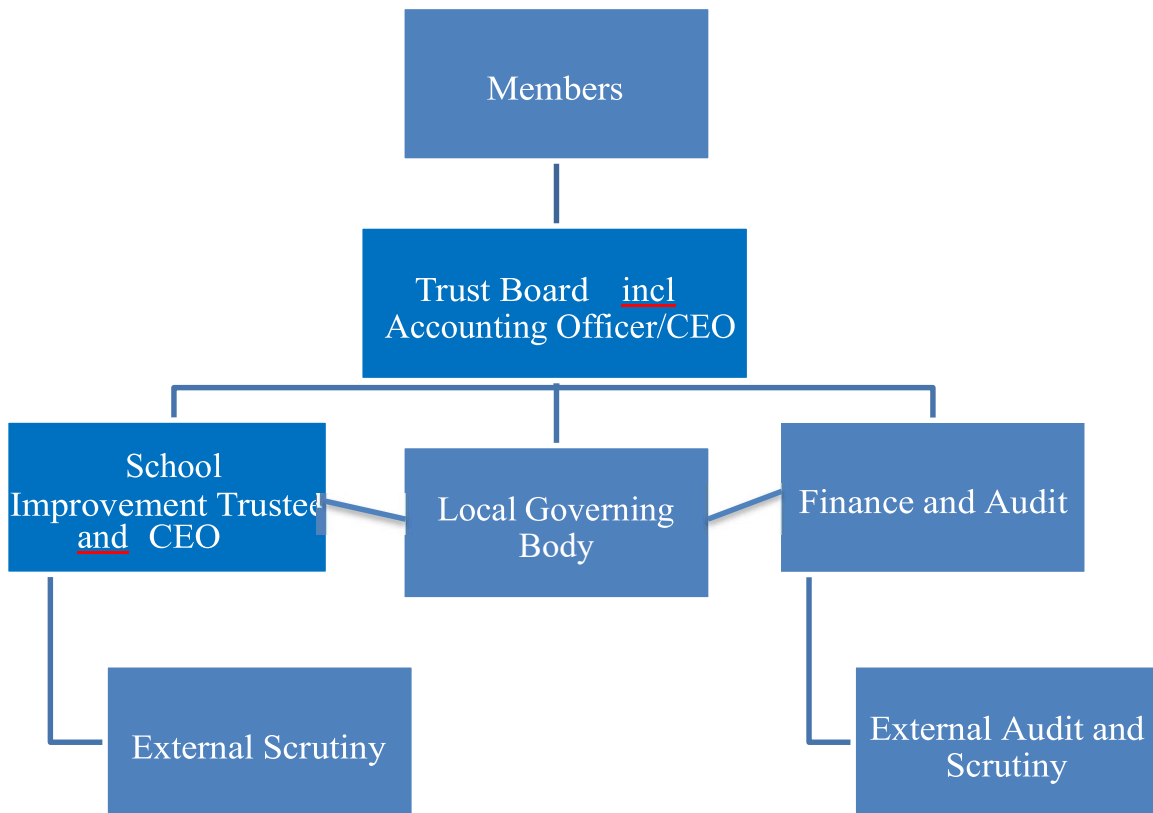 Members
Trust Board incl
Accounting Officer/CEO
School
Improvement Trustee
and CEO
Local Governing
Body
Finance and Audit
External Scrutiny
External Audit and
Scrutiny